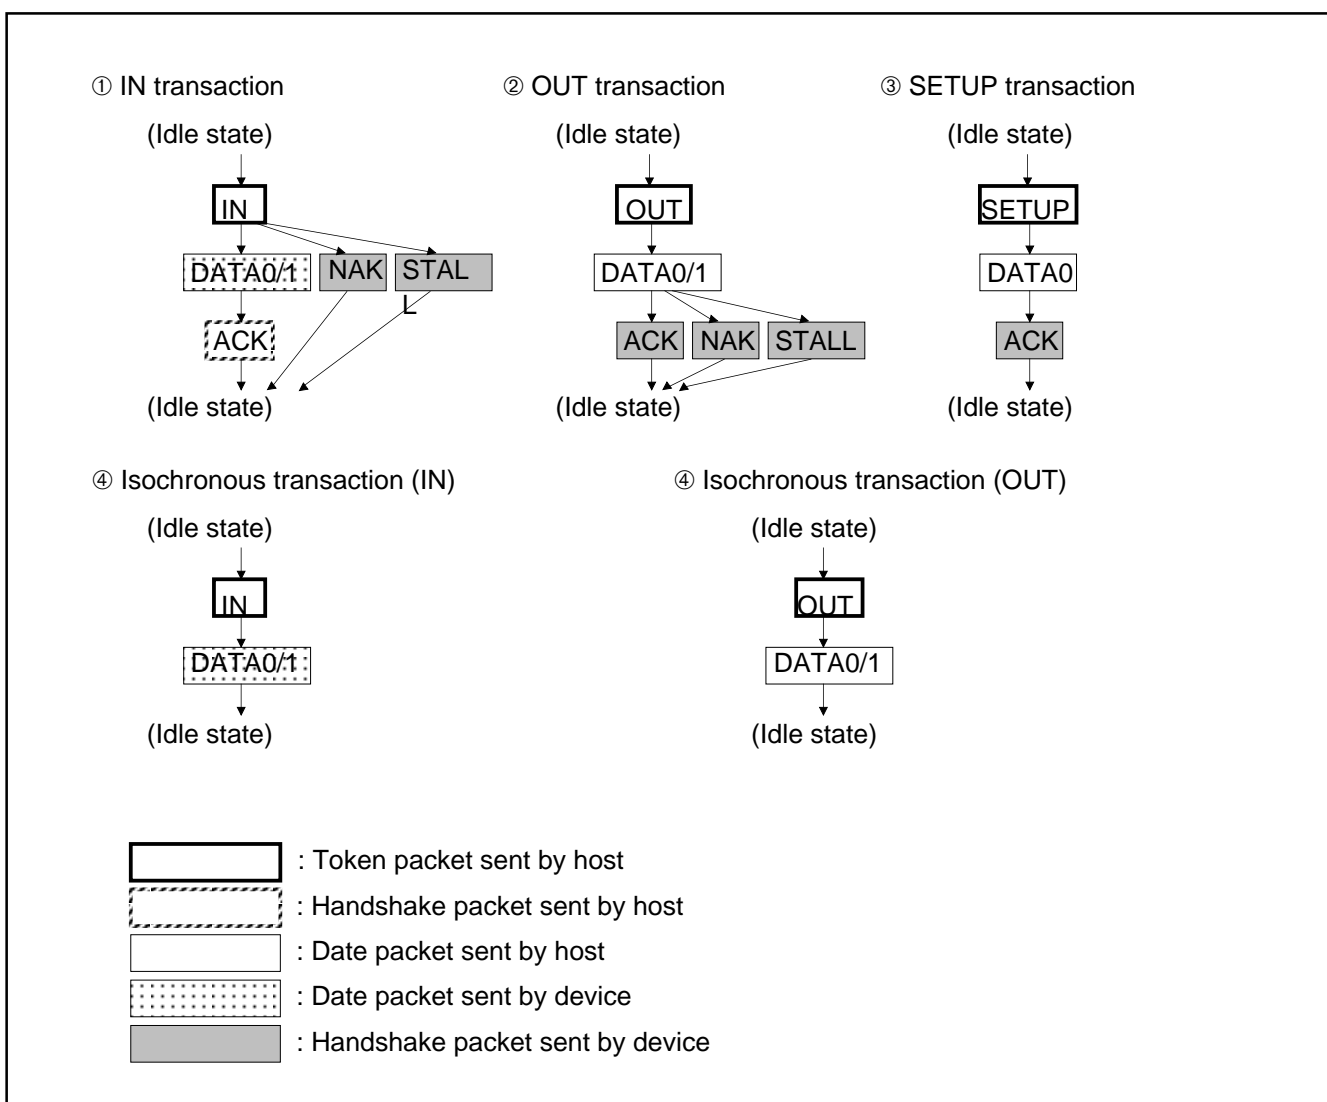 ① IN transaction
(Idle state)
IN
DATA0/1 NAK STAL
L
ACK
(Idle state)
② OUT transaction
(Idle state)
OUT
DATA0/1
ACK NAK STALL
(Idle state)
③ SETUP transaction
(Idle state)
SETUP
DATA0
ACK
(Idle state)
④ Isochronous transaction (IN)
(Idle state)
IN
DATA0/1
(Idle state)
④ Isochronous transaction (OUT)
(Idle state)
OUT
DATA0/1
(Idle state)
: Token packet sent by host
: Handshake packet sent by host
: Date packet sent by host
: Date packet sent by device
: Handshake packet sent by device